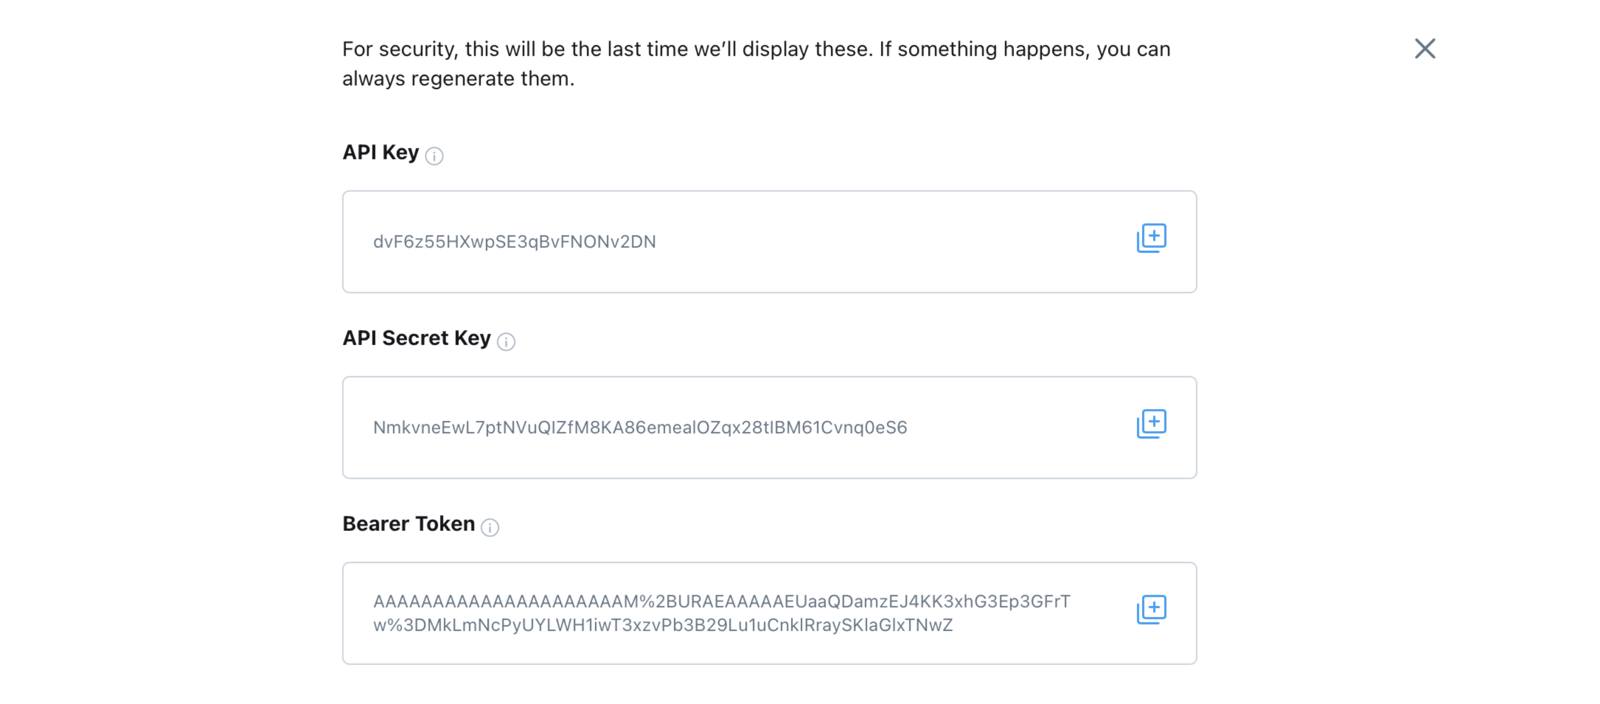 For security, this will be the last time we’ll display these. If something happens, you can
always regenerate them.
API Key
dvF6z55HXwpSE3qBvFNONv2DN
API Secret Key
NmkvneEwL7ptNVuQIZfM8KA86emealOZqx28tIBM61Cvnq0eS6
Bearer Token
AAAAAAAAAAAAAAAAAAAAAM%2BURAEAAAAAEUaaQDamzEJ4KK3xhG3Ep3GFrT
w%3DMkLmNcPyUYLWH1iwT3xzvPb3B29Lu1uCnklRraySKlaGlxTNwZ